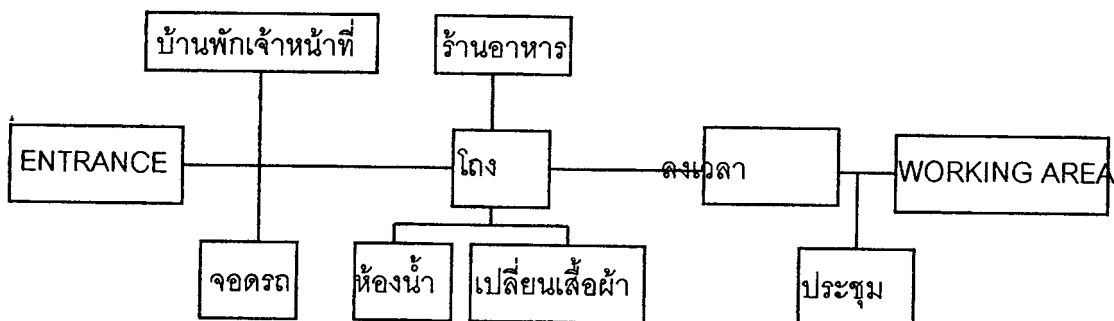 บ้านพักเจ้าหน้าที่
ร้านอาหาร
ENTRANCE
โถง
ลงเวลา
WORKING AREA
จอดรถ
ห้องน้ำ
เปลี่ยนเสื้อผ้า
ประชุม